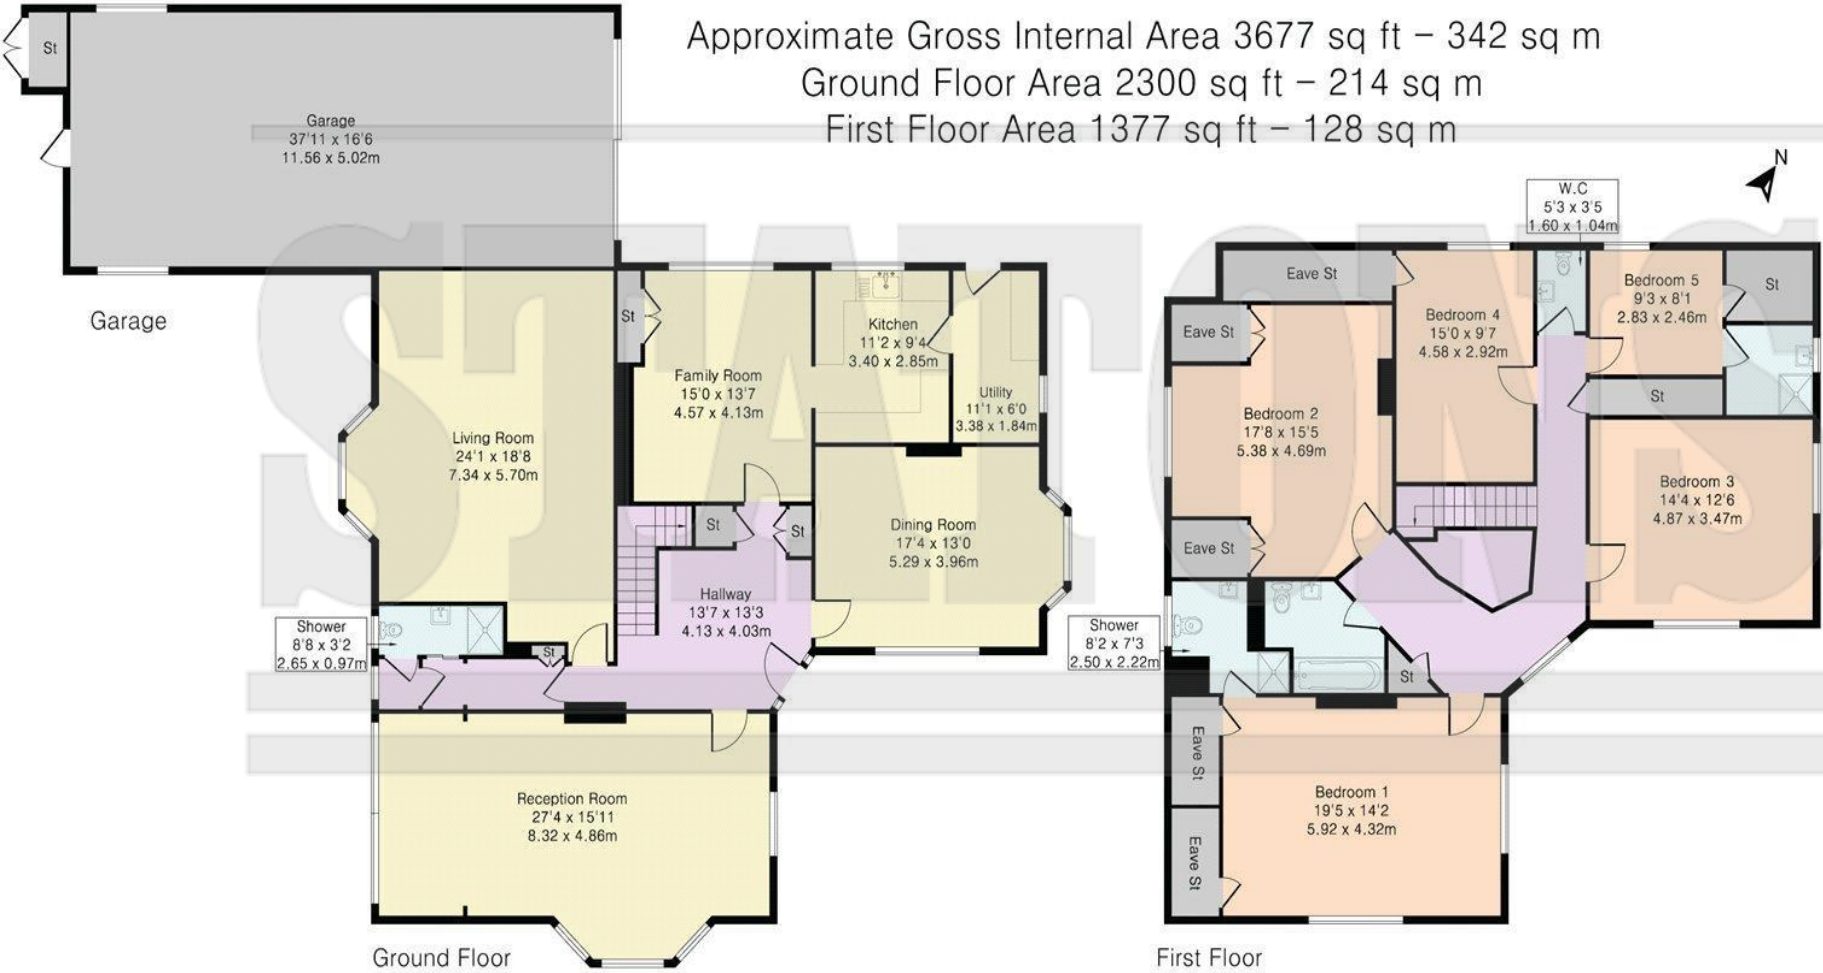 Approximate Gross Internal Area 3677 sq ft – 342 sq m
Ground Floor Area 2300 sq ft – 214 sq m
First Floor Area 1377 sq ft – 128 sq m
N
St
Garage
37'11 x 16'6
11.56 x 5.02m
Garage
STATONS
St
Family Room
15'0 x 13'7
4.57 x 4.13m
Kitchen
11'2 x 9'4
3.40 x 2.85m
Utility
11'1 x 6'0
3.38 x 1.84m
Living Room
24'1 x 18'8
7.34 x 5.70m
St
St
Dining Room
17'4 x 13'0
5.29 x 3.96m
Hallway
13'7 x 13'3
4.13 x 4.03m
Shower
8'8 x 3'2
2.65 x 0.97m
St
Reception Room
27'4 x 15'11
8.32 x 4.86m
Ground Floor
W.C
5'3 x 3'5
1.60 x 1.04m
Eave St
Eave St
Bedroom 4
15'0 x 9'7
4.58 x 2.92m
Bedroom 5
9'3 x 8'1
2.83 x 2.46m
St
St
Bedroom 2
17'8 x 15'5
5.38 x 4.69m
Bedroom 3
14'4 x 12'6
4.87 x 3.47m
Eave St
Shower
8'2 x 7'3
2.50 x 2.22m
St
Eave St
Bedroom 1
19'5 x 14'2
5.92 x 4.32m
Eave St
First Floor